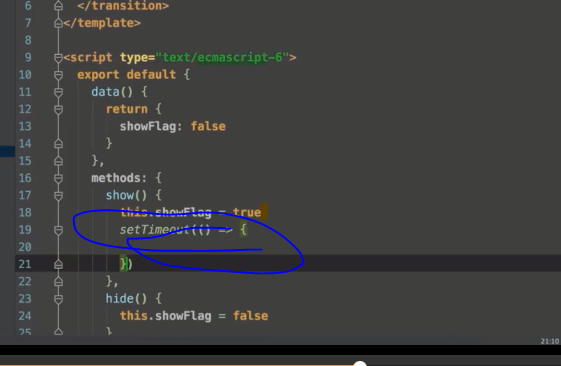 6 </transition>
7 </template>
8
9 <script type="text/ecmascript-6">
10 export default {
11 data() {
12 return {
13 showFlag: false
14 }
15 },
16 methods: {
17 show() {
18 this.showFlag = true
19 setTimeout(() => {
20
21 })
22 },
23 hide() {
24 this.showFlag = false
25 }
21:10